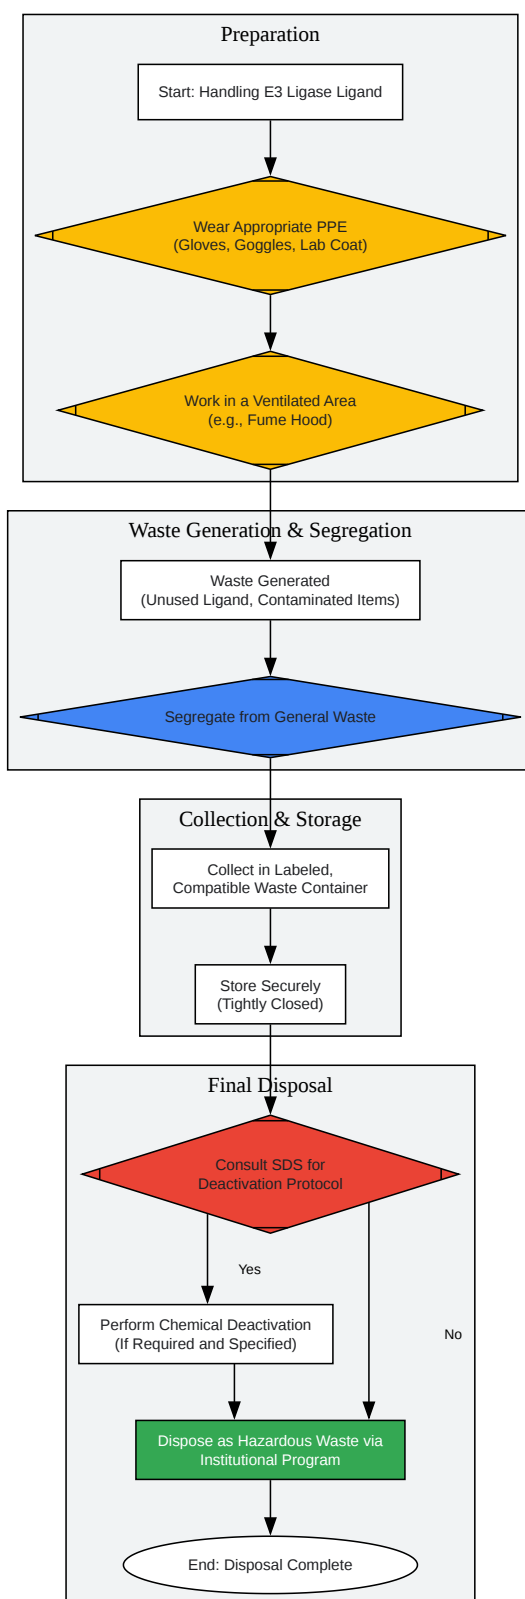 Preparation
Start: Handling E3 Ligase Ligand
Wear Appropriate PPE
(Gloves, Goggles, Lab Coat)
Work in a Ventilated Area
(e.g., Fume Hood)
Waste Generation & Segregation
Waste Generated
(Unused Ligand, Contaminated Items)
Segregate from General Waste
Collection & Storage
Collect in Labeled,
Compatible Waste Container
Store Securely
(Tightly Closed)
Final Disposal
Consult SDS for
Deactivation Protocol
Yes
Perform Chemical Deactivation
(If Required and Specified)
No
Dispose as Hazardous Waste via
Institutional Program
End: Disposal Complete